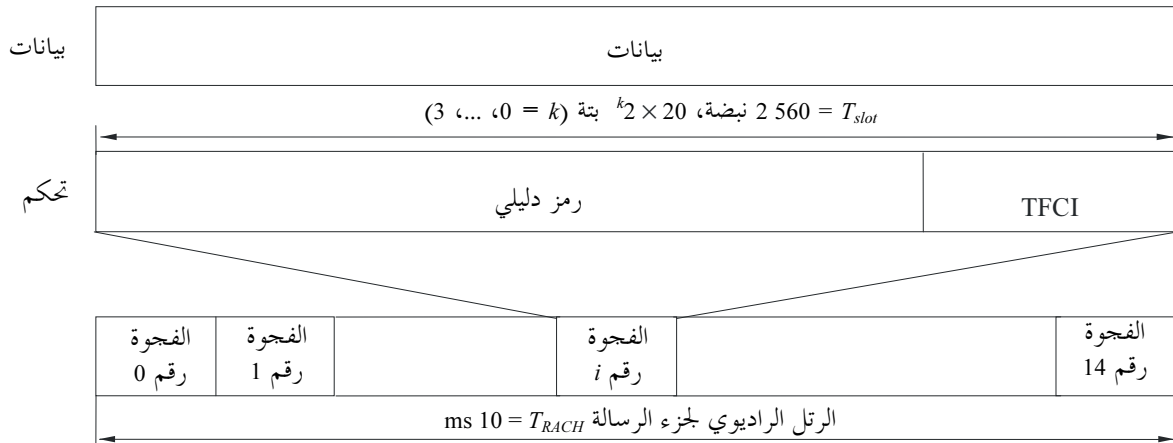 بيانات
بيانات
T_slot = 2 560 نبضة، 20 × 2^k بتة (k = 0، ...، 3)
تحكم
رمز دليلي
TFCI
الفجوة
رقم 0
الفجوة
رقم 1
الفجوة
رقم i
الفجوة
رقم 14
الرتل الراديوي لجزء الرسالة T_RACH = 10 ms